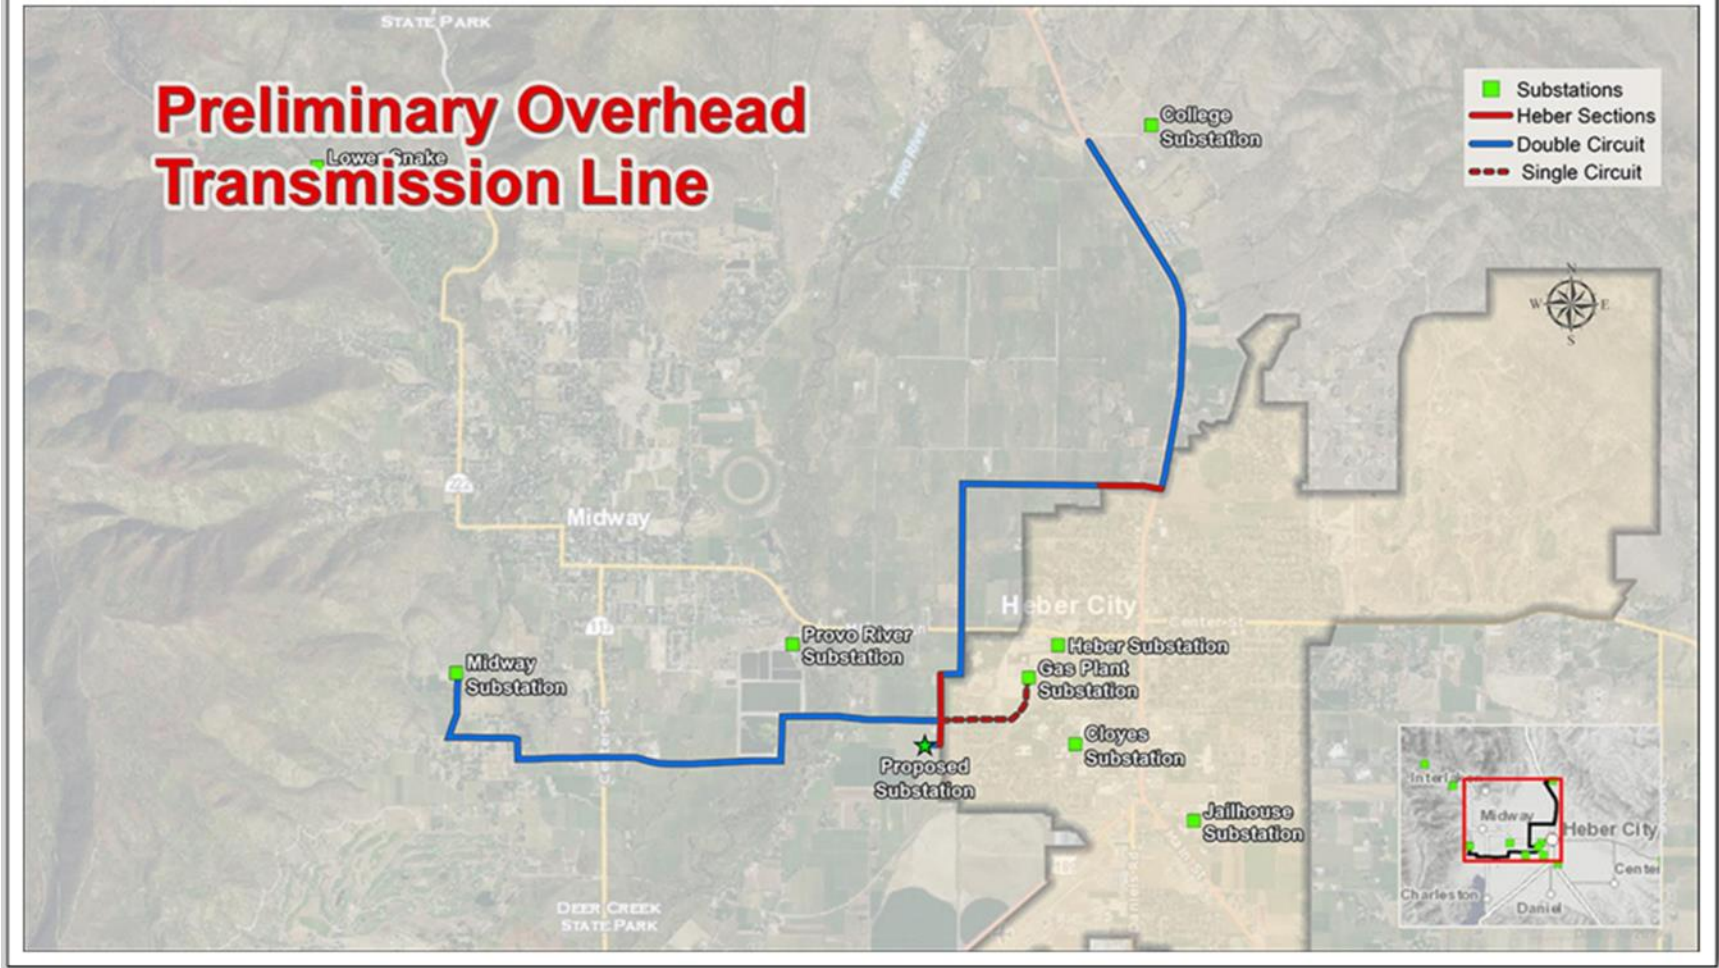 STATE PARK
Preliminary Overhead
Transmission Line
Lower Snake
Provo River
College
Substation
Substations
Heber Sections
Double Circuit
Single Circuit
N
W
E
S
222
Midway
Heber City
Center St
113
Provo River
Substation
Heber Substation
Gas Plant
Substation
Midway
Substation
Cloyes
Substation
Proposed
Substation
Jailhouse
Substation
DEER CREEK
STATE PARK
Midway
Heber City
Center
Charleston
Daniel